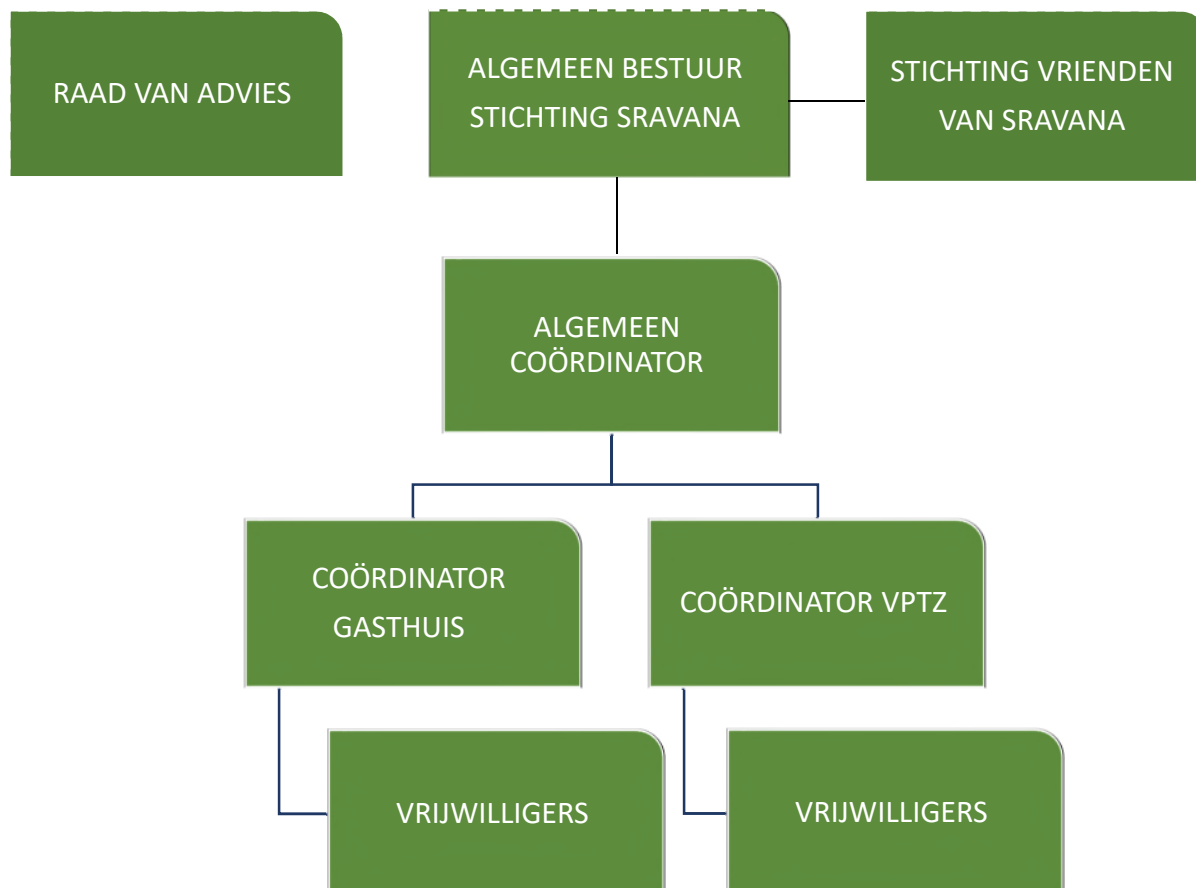 RAAD VAN ADVIES
ALGEMEEN BESTUUR
STICHTING SRAVANA
STICHTING VRIENDEN
VAN SRAVANA
ALGEMEEN
COÖRDINATOR
COÖRDINATOR
GASTHUIS
COÖRDINATOR VPTZ
VRIJWILLIGERS
VRIJWILLIGERS